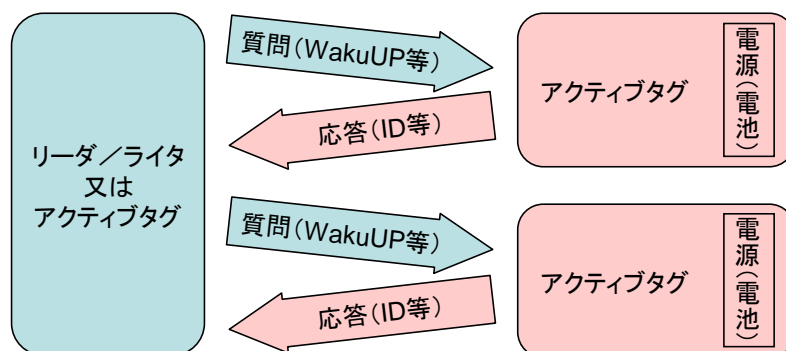 リーダ／ライタ
又は
アクティブタグ
質問(WakuUP等)
応答(ID等)
アクティブタグ
電源(電池)
質問(WakuUP等)
応答(ID等)
アクティブタグ
電源(電池)